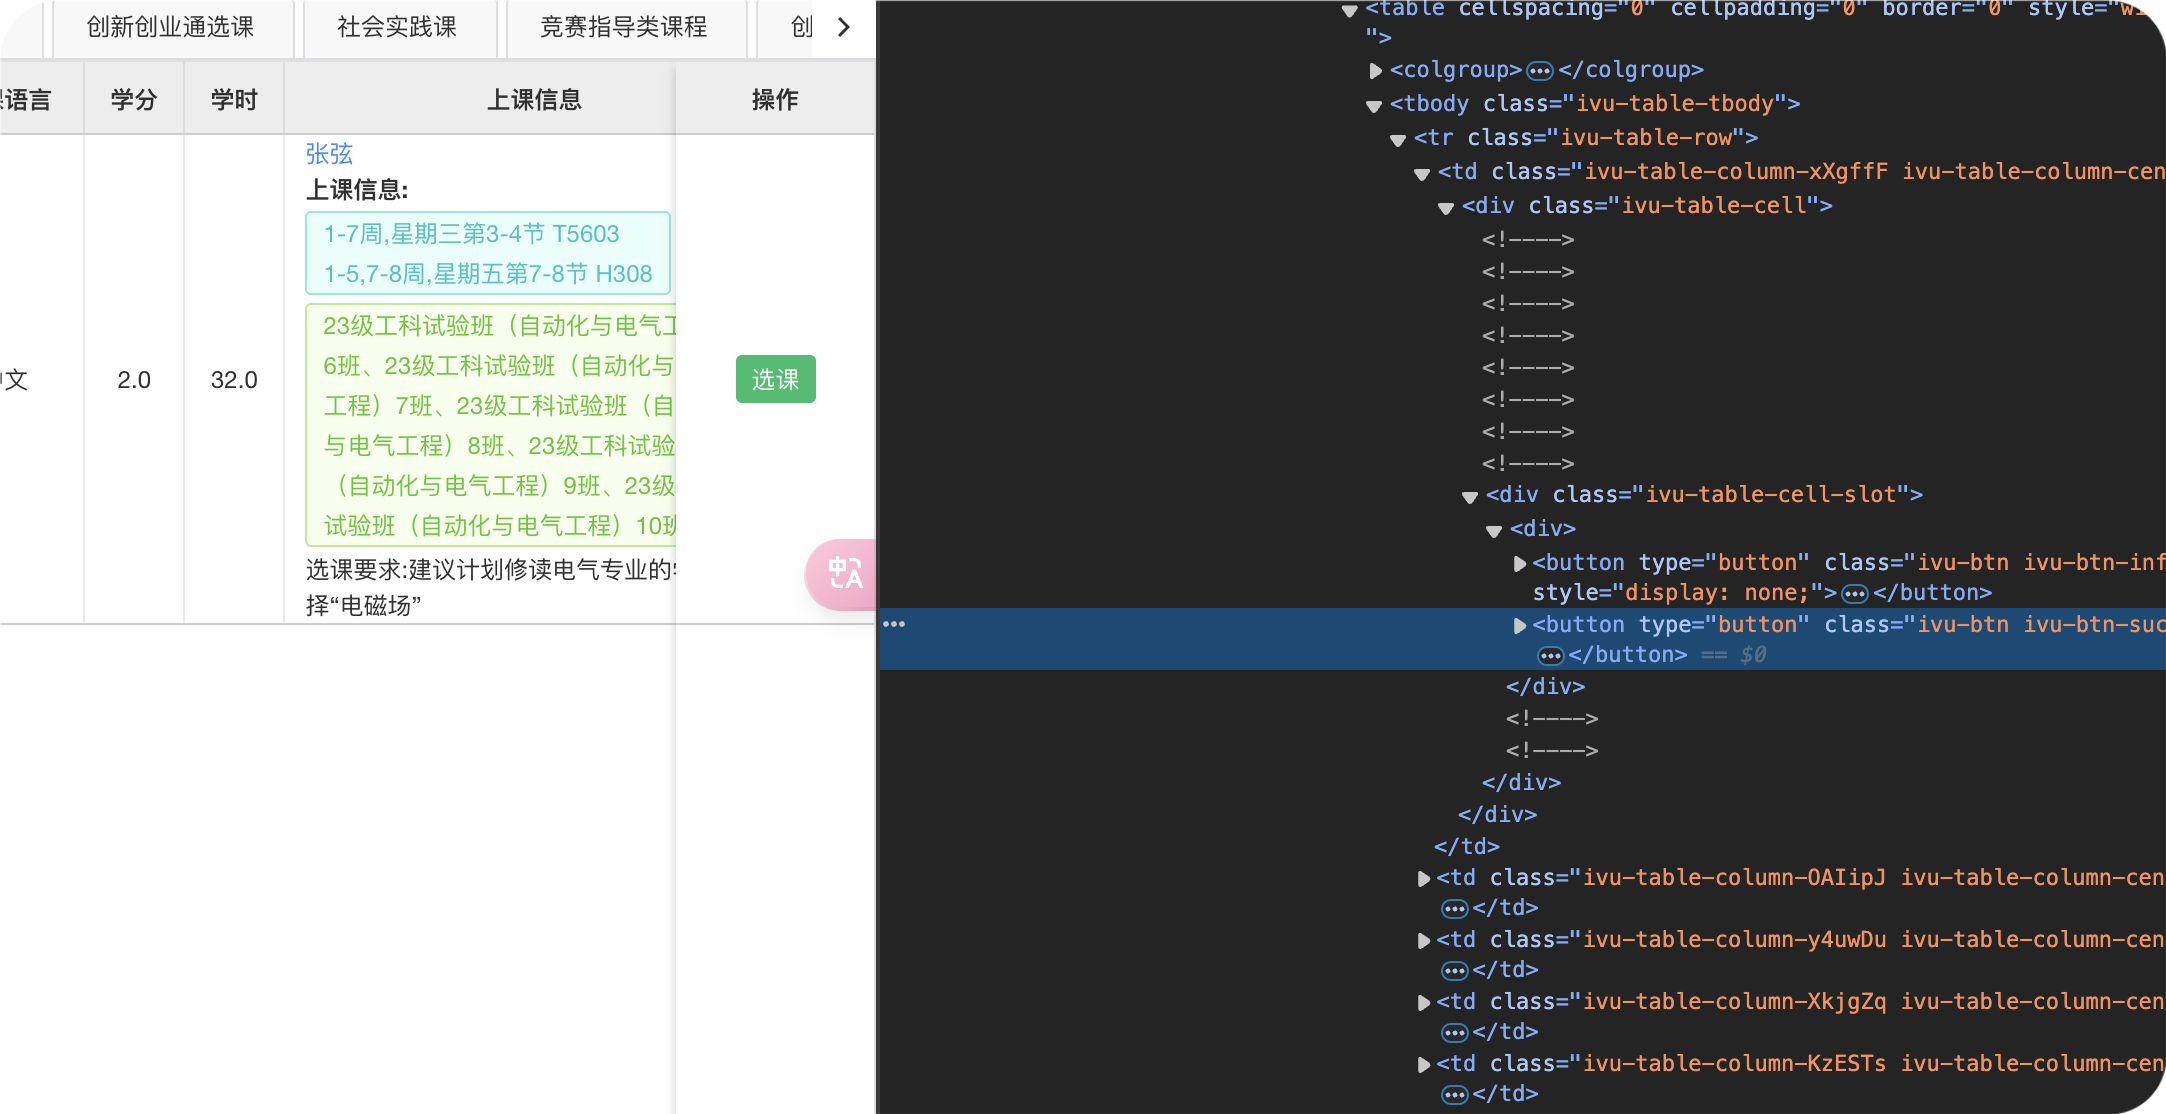 创新创业通选课
社会实践课
竞赛指导类课程
创
语言
学分
学时
上课信息
操作
文
2.0
32.0
张弦
上课信息:
1-7周,星期三第3-4节 T5603
1-5,7-8周,星期五第7-8节 H308
23级工科试验班（自动化与电气工
6班、23级工科试验班（自动化与
工程）7班、23级工科试验班（自
与电气工程）8班、23级工科试验
（自动化与电气工程）9班、23级
试验班（自动化与电气工程）10班
选课要求:建议计划修读电气专业的
择“电磁场”
选课
中A
<table cellspacing="0" cellpadding="0" border="0" style="wi
">
<colgroup>•••</colgroup>
<tbody class="ivu-table-tbody">
<tr class="ivu-table-row">
<td class="ivu-table-column-xXgffF ivu-table-column-cen
<div class="ivu-table-cell">
<!---->
<!---->
<!---->
<!---->
<!---->
<!---->
<!---->
<!---->
<div class="ivu-table-cell-slot">
<div>
<button type="button" class="ivu-btn ivu-btn-inf
style="display: none;">•••</button>
<button type="button" class="ivu-btn ivu-btn-suc
•••</button> == $0
</div>
<!---->
<!---->
</div>
</div>
</td>
<td class="ivu-table-column-OAIipJ ivu-table-column-cen
•••</td>
<td class="ivu-table-column-y4uwDu ivu-table-column-cen
•••</td>
<td class="ivu-table-column-XkjgZq ivu-table-column-cen
•••</td>
<td class="ivu-table-column-KzESTs ivu-table-column-cen
•••</td>